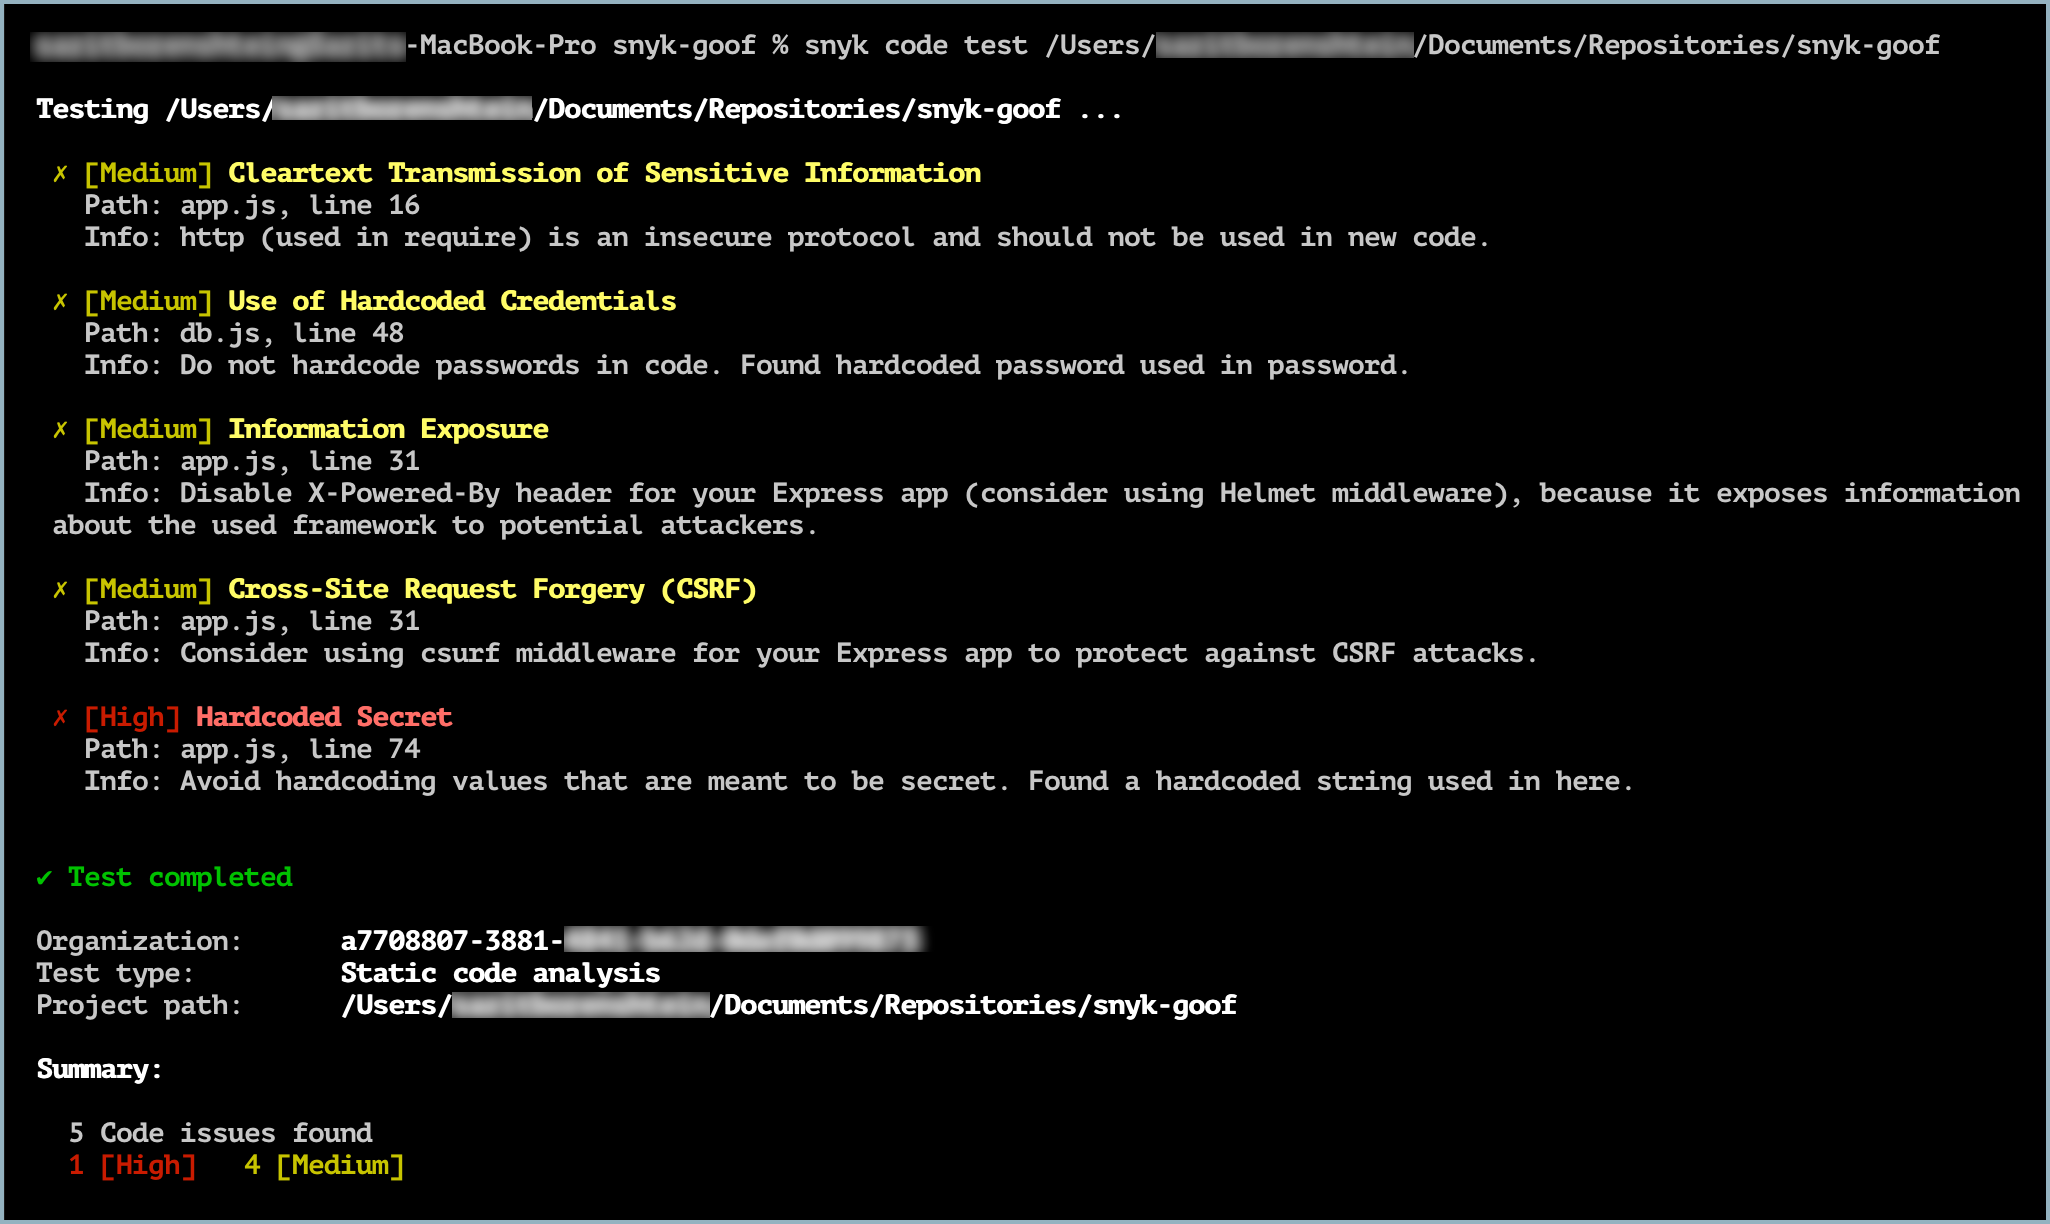 -MacBook-Pro snyk-goof % snyk code test /Users/ /Documents/Repositories/snyk-goof
Testing /Users/ /Documents/Repositories/snyk-goof ...
✗ [Medium] Cleartext Transmission of Sensitive Information
Path: app.js, line 16
Info: http (used in require) is an insecure protocol and should not be used in new code.
✗ [Medium] Use of Hardcoded Credentials
Path: db.js, line 48
Info: Do not hardcode passwords in code. Found hardcoded password used in password.
✗ [Medium] Information Exposure
Path: app.js, line 31
Info: Disable X-Powered-By header for your Express app (consider using Helmet middleware), because it exposes information
about the used framework to potential attackers.
✗ [Medium] Cross-Site Request Forgery (CSRF)
Path: app.js, line 31
Info: Consider using csurf middleware for your Express app to protect against CSRF attacks.
✗ [High] Hardcoded Secret
Path: app.js, line 74
Info: Avoid hardcoding values that are meant to be secret. Found a hardcoded string used in here.
✔ Test completed
Organization: a7708807-3881-
Test type: Static code analysis
Project path: /Users/ /Documents/Repositories/snyk-goof
Summary:
5 Code issues found
1 [High] 4 [Medium]